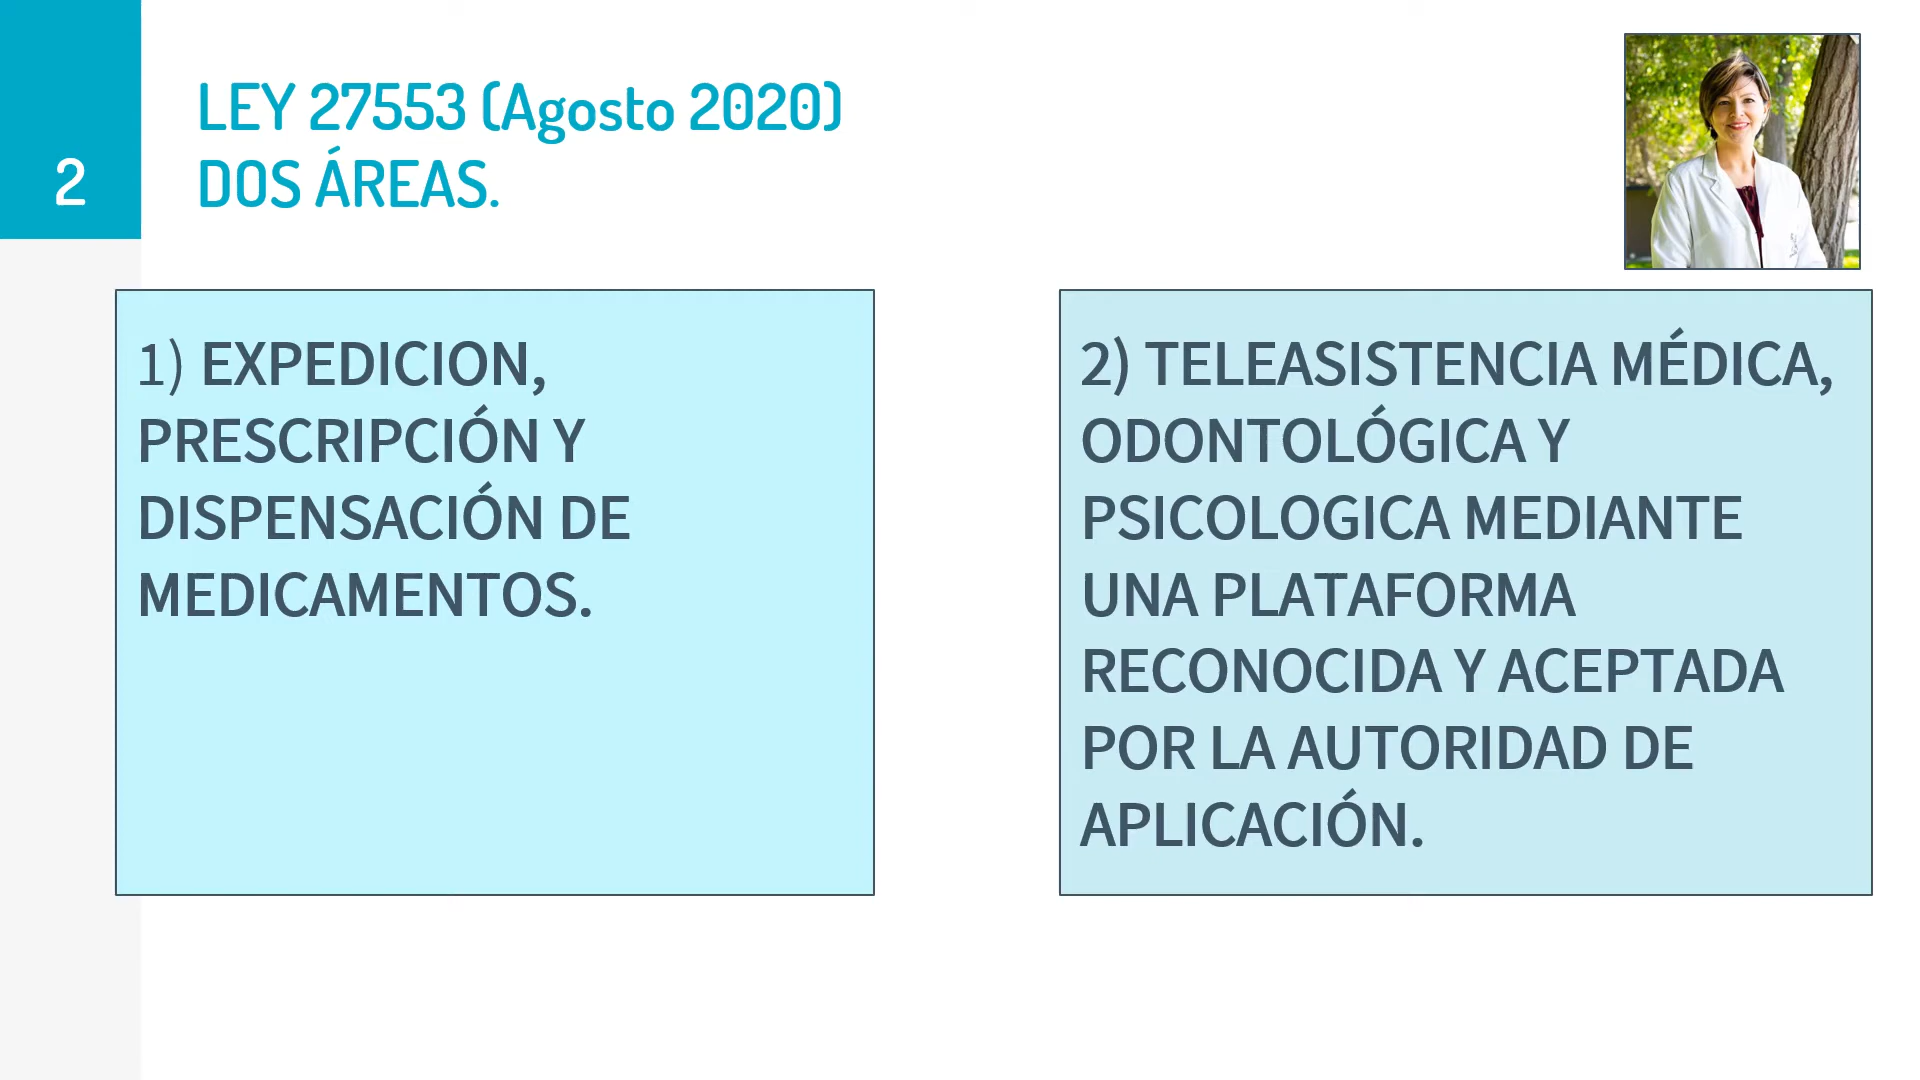 2
LEY 27553 (Agosto 2020)
DOS ÁREAS.
1) EXPEDICION,
PRESCRIPCIÓN Y
DISPENSACIÓN DE
MEDICAMENTOS.
2) TELEASISTENCIA MÉDICA,
ODONTOLÓGICA Y
PSICOLOGICA MEDIANTE
UNA PLATAFORMA
RECONOCIDA Y ACEPTADA
POR LA AUTORIDAD DE
APLICACIÓN.